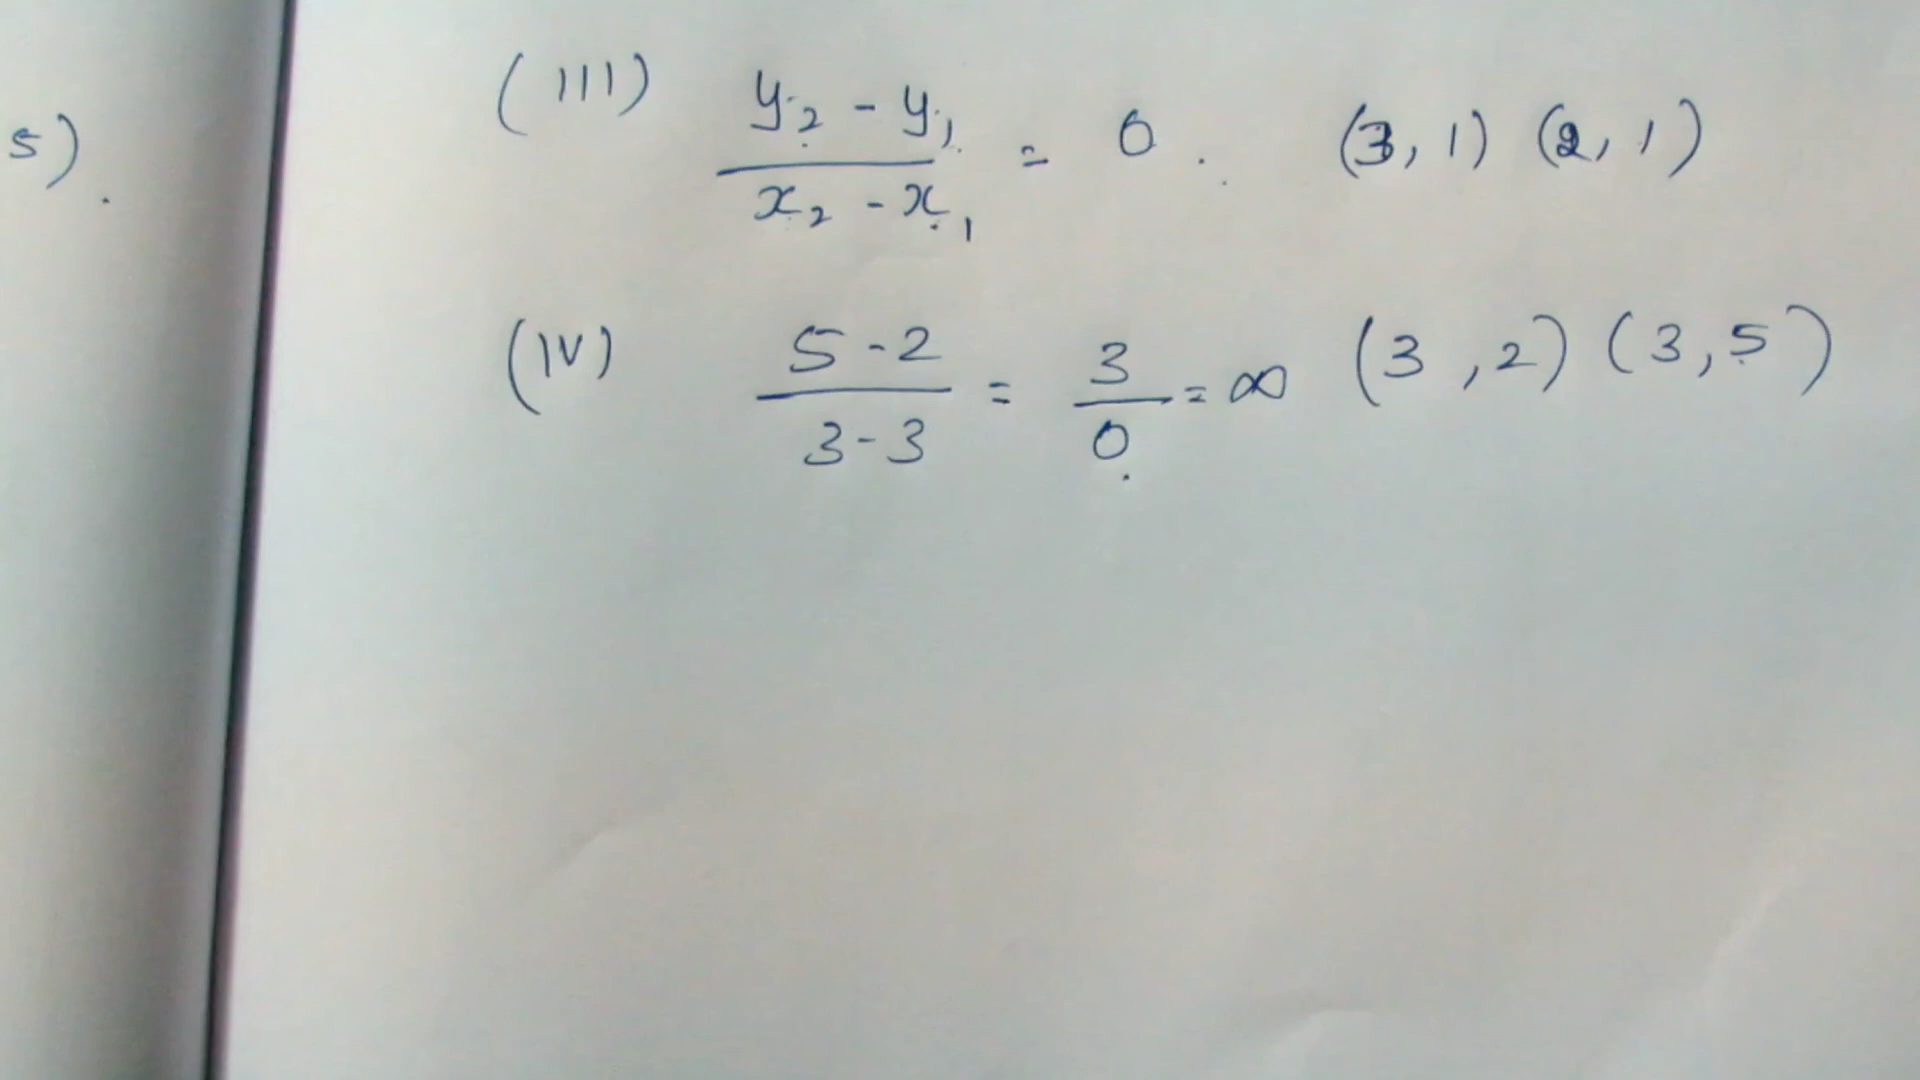 5).
(III) y₂ - y₁ / x₂ - x₁ = 0. (3, 1) (2, 1)
(IV) 5 - 2 / 3 - 3 = 3 / 0 = ∞ (3, 2) (3, 5)